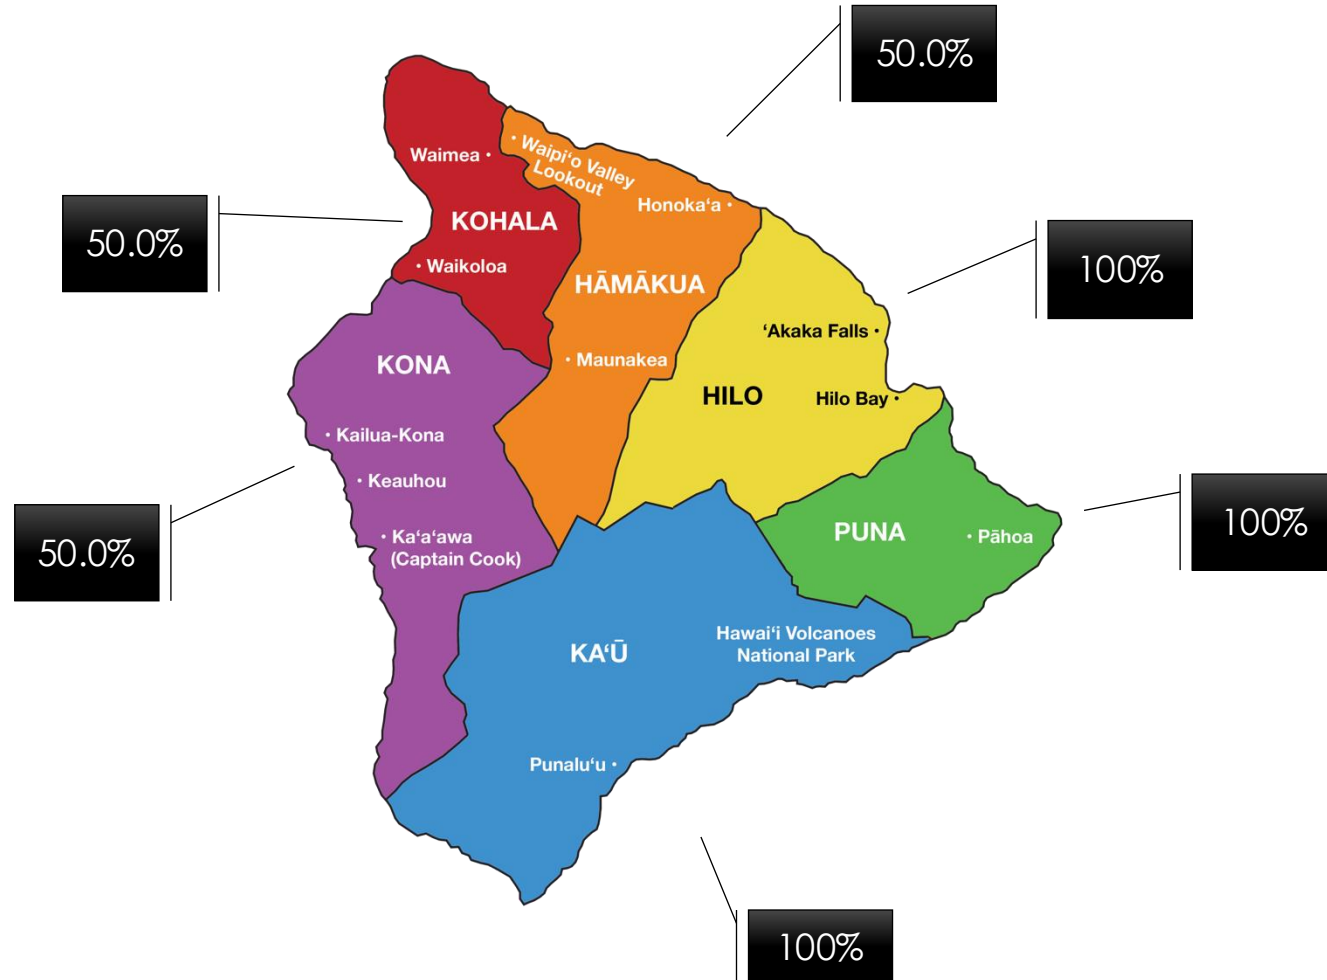 50.0%
Waimea
Waipi‘o Valley
Lookout
Honoka‘a
50.0%
KOHALA
Waikoloa
HĀMĀKUA
100%
‘Akaka Falls
Maunakea
KONA
HILO
Hilo Bay
Kailua-Kona
Keauhou
50.0%
Ka‘a‘awa
(Captain Cook)
PUNA
Pāhoa
100%
Hawai‘i Volcanoes
National Park
KA‘Ū
Punalu‘u
100%